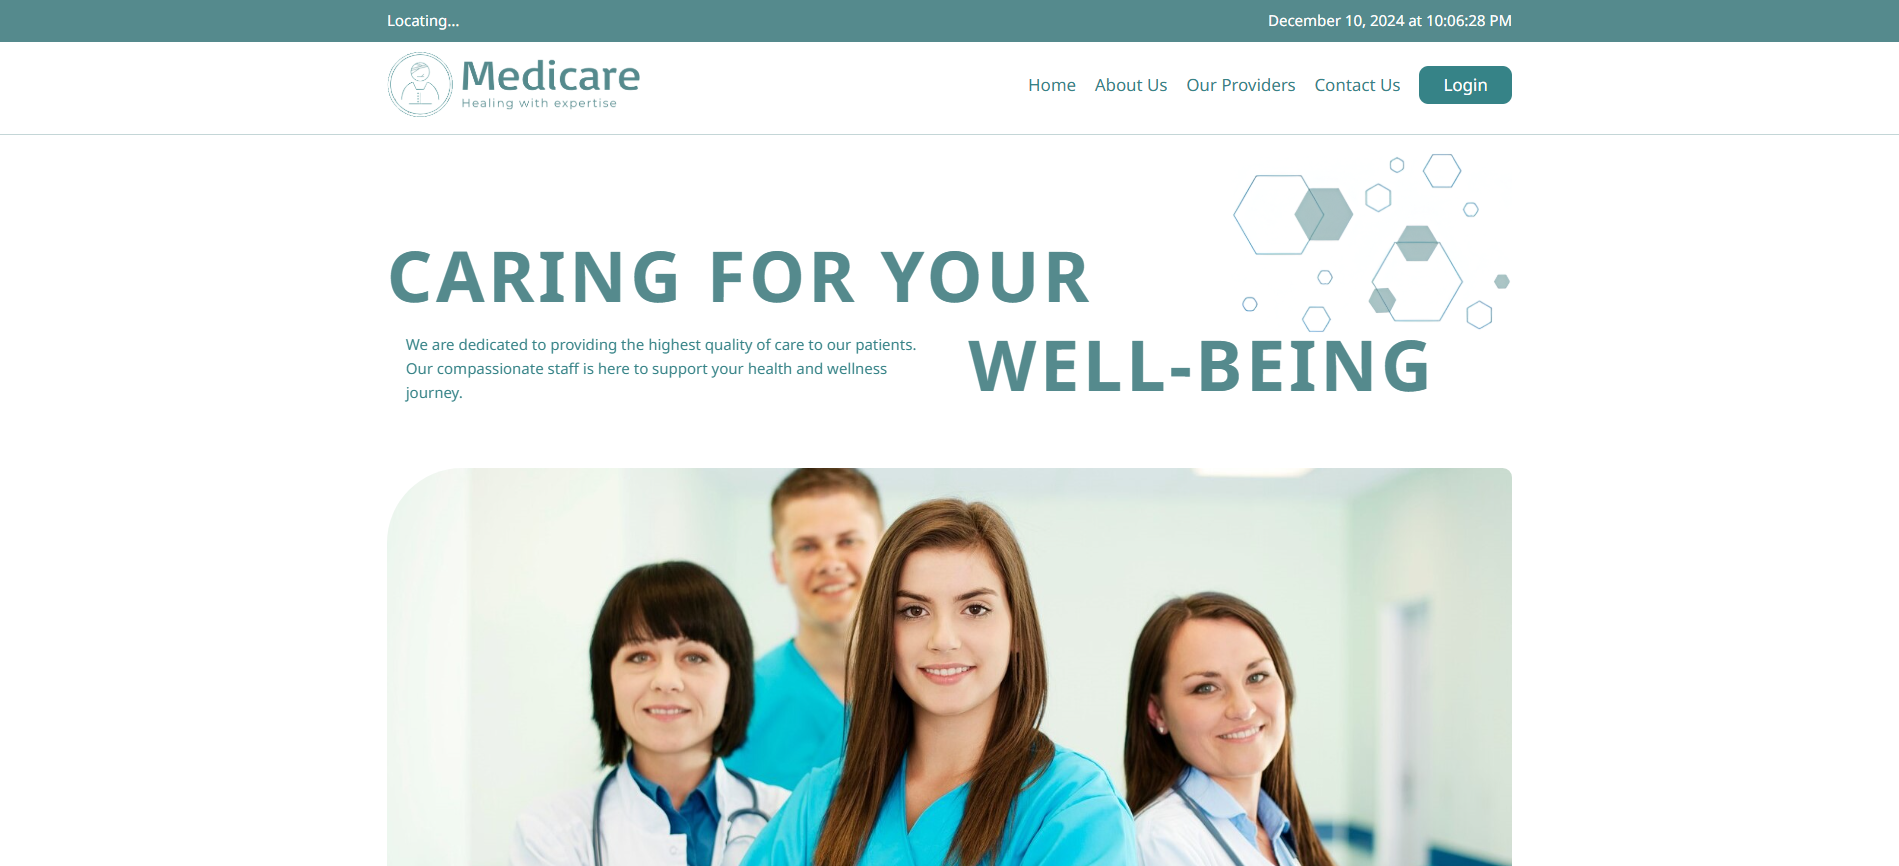 Locating...
December 10, 2024 at 10:06:28 PM
Medicare
Healing with expertise
Home
About Us
Our Providers
Contact Us
Login
CARING FOR YOUR
We are dedicated to providing the highest quality of care to our patients.
Our compassionate staff is here to support your health and wellness
journey.
WELL-BEING